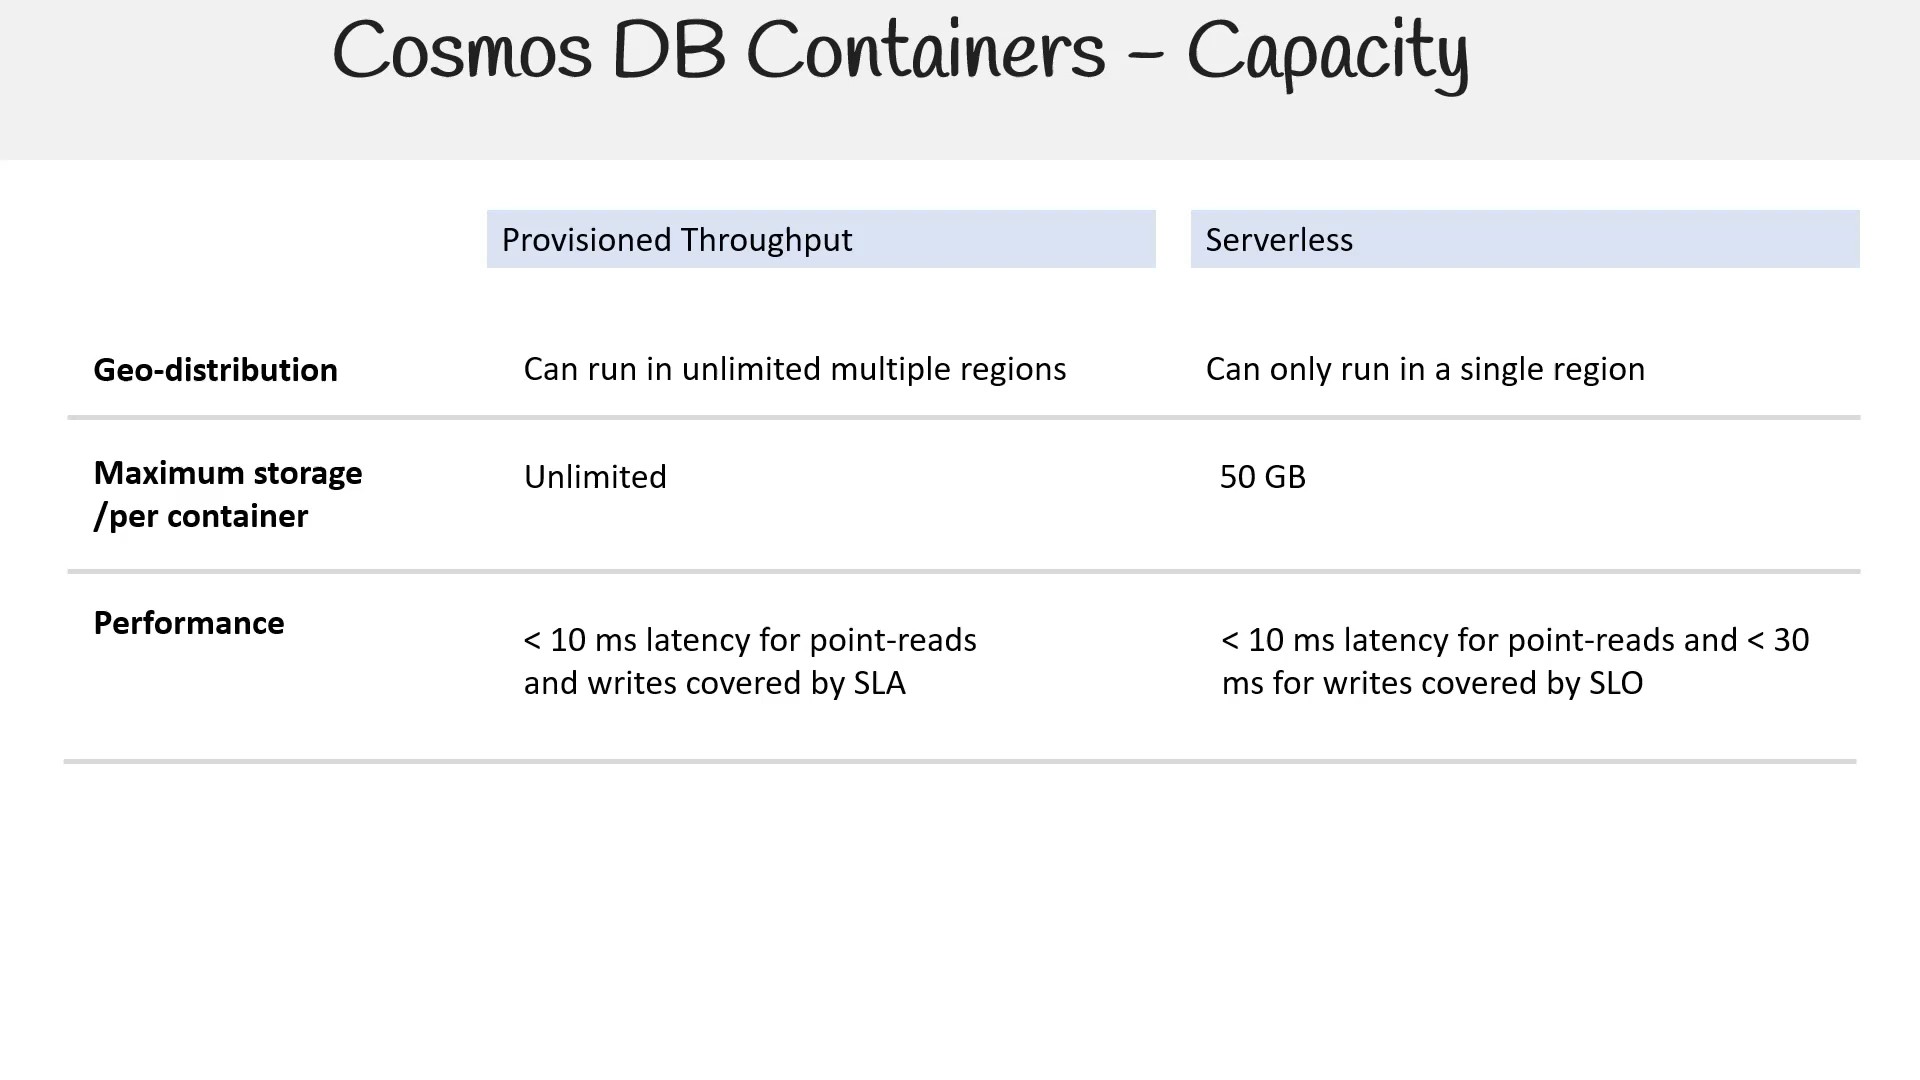 Cosmos DB Containers – Capacity
Provisioned Throughput
Serverless
Geo-distribution
Can run in unlimited multiple regions
Can only run in a single region
Maximum storage
/per container
Unlimited
50 GB
Performance
< 10 ms latency for point-reads
and writes covered by SLA
< 10 ms latency for point-reads and < 30
ms for writes covered by SLO